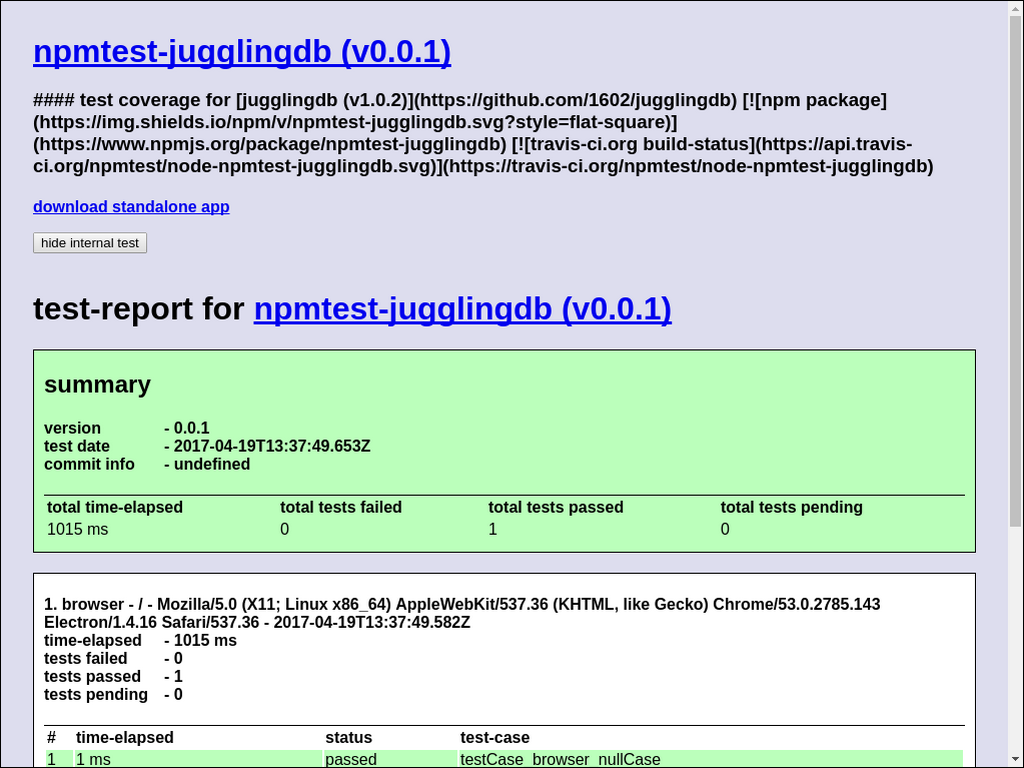 npmtest-jugglingdb (v0.0.1)
#### test coverage for [jugglingdb (v1.0.2)](https://github.com/1602/jugglingdb) [![npm package]
(https://img.shields.io/npm/v/npmtest-jugglingdb.svg?style=flat-square)]
(https://www.npmjs.org/package/npmtest-jugglingdb) [![travis-ci.org build-status](https://api.travis-
ci.org/npmtest/node-npmtest-jugglingdb.svg)](https://travis-ci.org/npmtest/node-npmtest-jugglingdb)
download standalone app
hide internal test
test-report for npmtest-jugglingdb (v0.0.1)
summary
version - 0.0.1
test date - 2017-04-19T13:37:49.653Z
commit info - undefined
total time-elapsed total tests failed total tests passed total tests pending
1015 ms 0 1 0
1. browser - / - Mozilla/5.0 (X11; Linux x86_64) AppleWebKit/537.36 (KHTML, like Gecko) Chrome/53.0.2785.143
Electron/1.4.16 Safari/537.36 - 2017-04-19T13:37:49.582Z
time-elapsed - 1015 ms
tests failed - 0
tests passed - 1
tests pending - 0
# time-elapsed status test-case
1 1 ms passed testCase_browser_nullCase